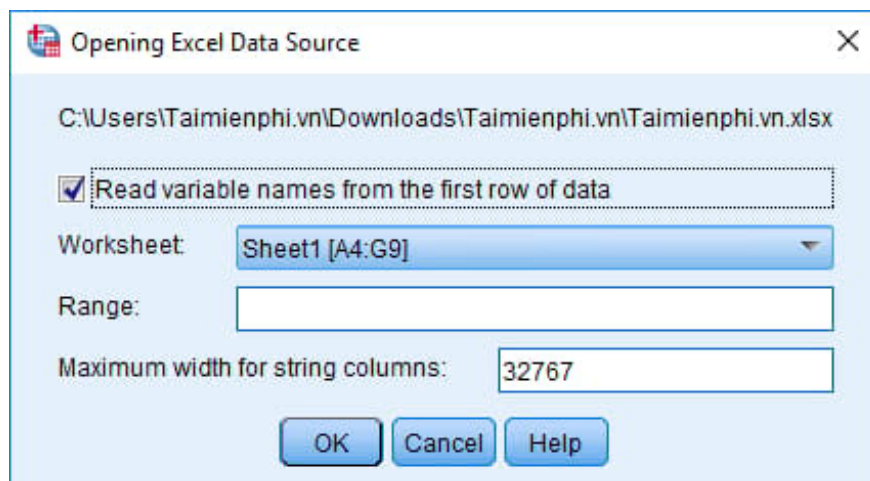 Opening Excel Data Source
C:\Users\Taimienphi.vn\Downloads\Taimienphi.vn\Taimienphi.vn.xlsx
Read variable names from the first row of data
Worksheet: Sheet1 [A4:G9]
Range:
Maximum width for string columns: 32767
OK Cancel Help